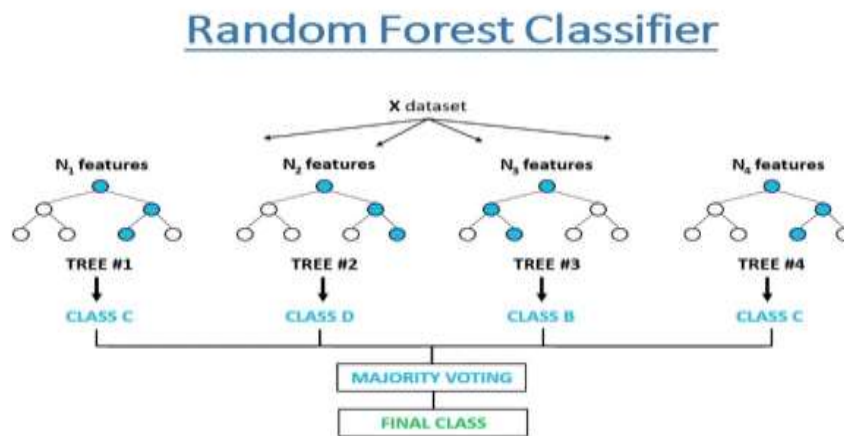 Random Forest Classifier
X dataset
N₁ features N₂ features N₃ features N₄ features
TREE #1 TREE #2 TREE #3 TREE #4
CLASS C CLASS D CLASS B CLASS C
MAJORITY VOTING
FINAL CLASS